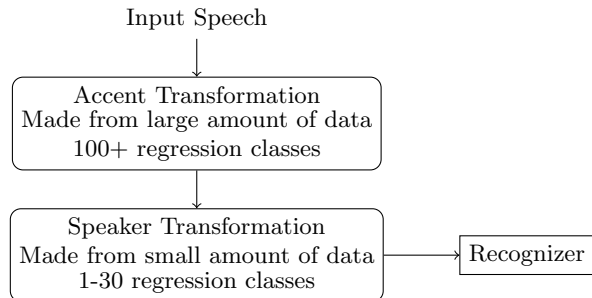 Input Speech
Accent Transformation
Made from large amount of data
100+ regression classes
Speaker Transformation
Made from small amount of data
1-30 regression classes
Recognizer